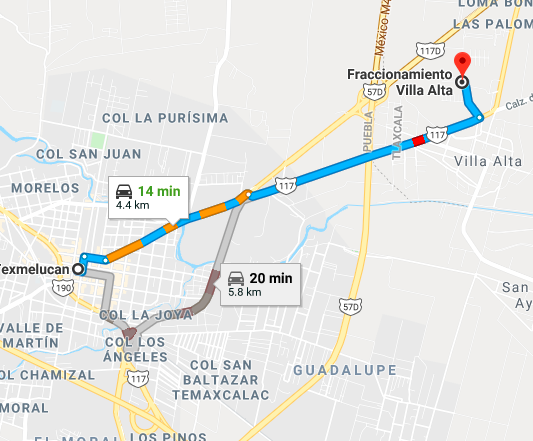 LOMA BON
LAS PALOM
México-M
117D
Fraccionamiento
Villa Alta
57D
COL LA PURÍSIMA
PUEBLA
TLAXCALA
117
Calz. d
COL SAN JUAN
Villa Alta
MORELOS
14 min
4.4 km
117
Texmelucan
20 min
5.8 km
190
San
Ay
57D
COL LA JOYA
VALLE DE
MARTÍN
COL LOS
ÁNGELES
COL SAN
BALTAZAR
TEMAXCALAC
GUADALUPE
COL CHAMIZAL
117
MORAL
EL MORAL
LOS PINOS